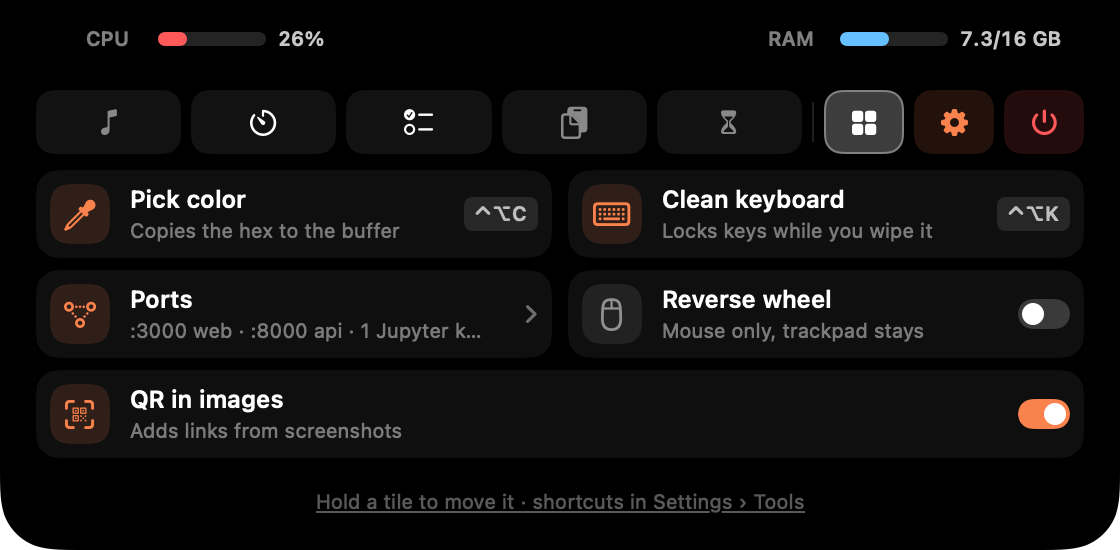 CPU 26% RAM 7.3/16 GB
Pick color
Copies the hex to the buffer
⌃⌥C
Clean keyboard
Locks keys while you wipe it
⌃⌥K
Ports
:3000 web · :8000 api · 1 Jupyter k...
Reverse wheel
Mouse only, trackpad stays
QR in images
Adds links from screenshots
Hold a tile to move it · shortcuts in Settings › Tools